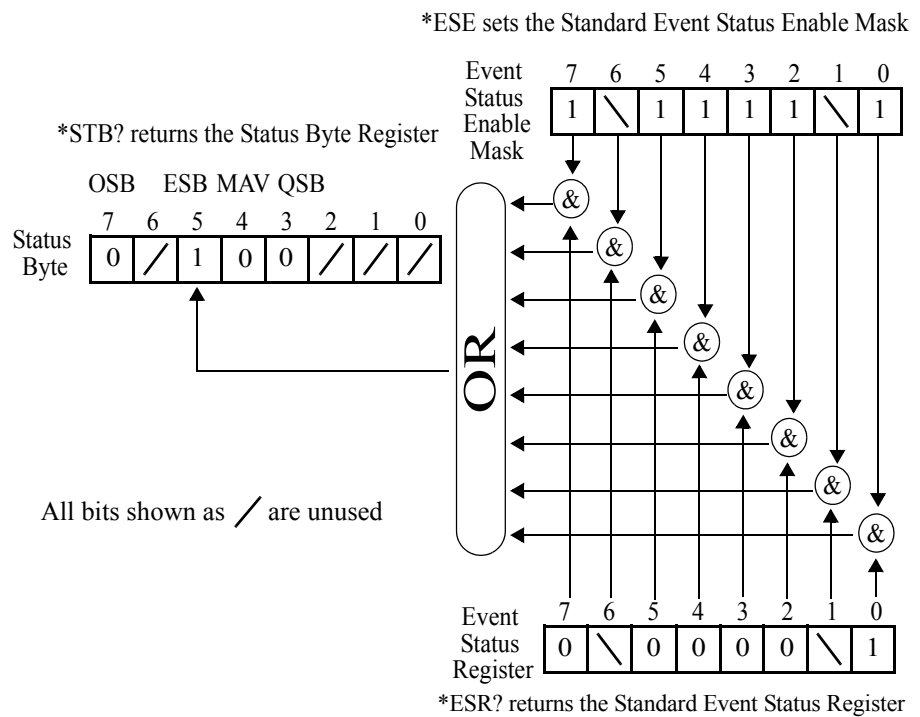 *ESE sets the Standard Event Status Enable Mask
Event Status Enable Mask
7 6 5 4 3 2 1 0
1 \ 1 1 1 1 \ 1
*STB? returns the Status Byte Register
OSB ESB MAV QSB
7 6 5 4 3 2 1 0
Status Byte
0 / 1 0 0 / / /
&
&
&
&
&
&
&
&
OR
All bits shown as / are unused
7 6 5 4 3 2 1 0
Event Status Register
0 \ 0 0 0 0 \ 1
*ESR? returns the Standard Event Status Register